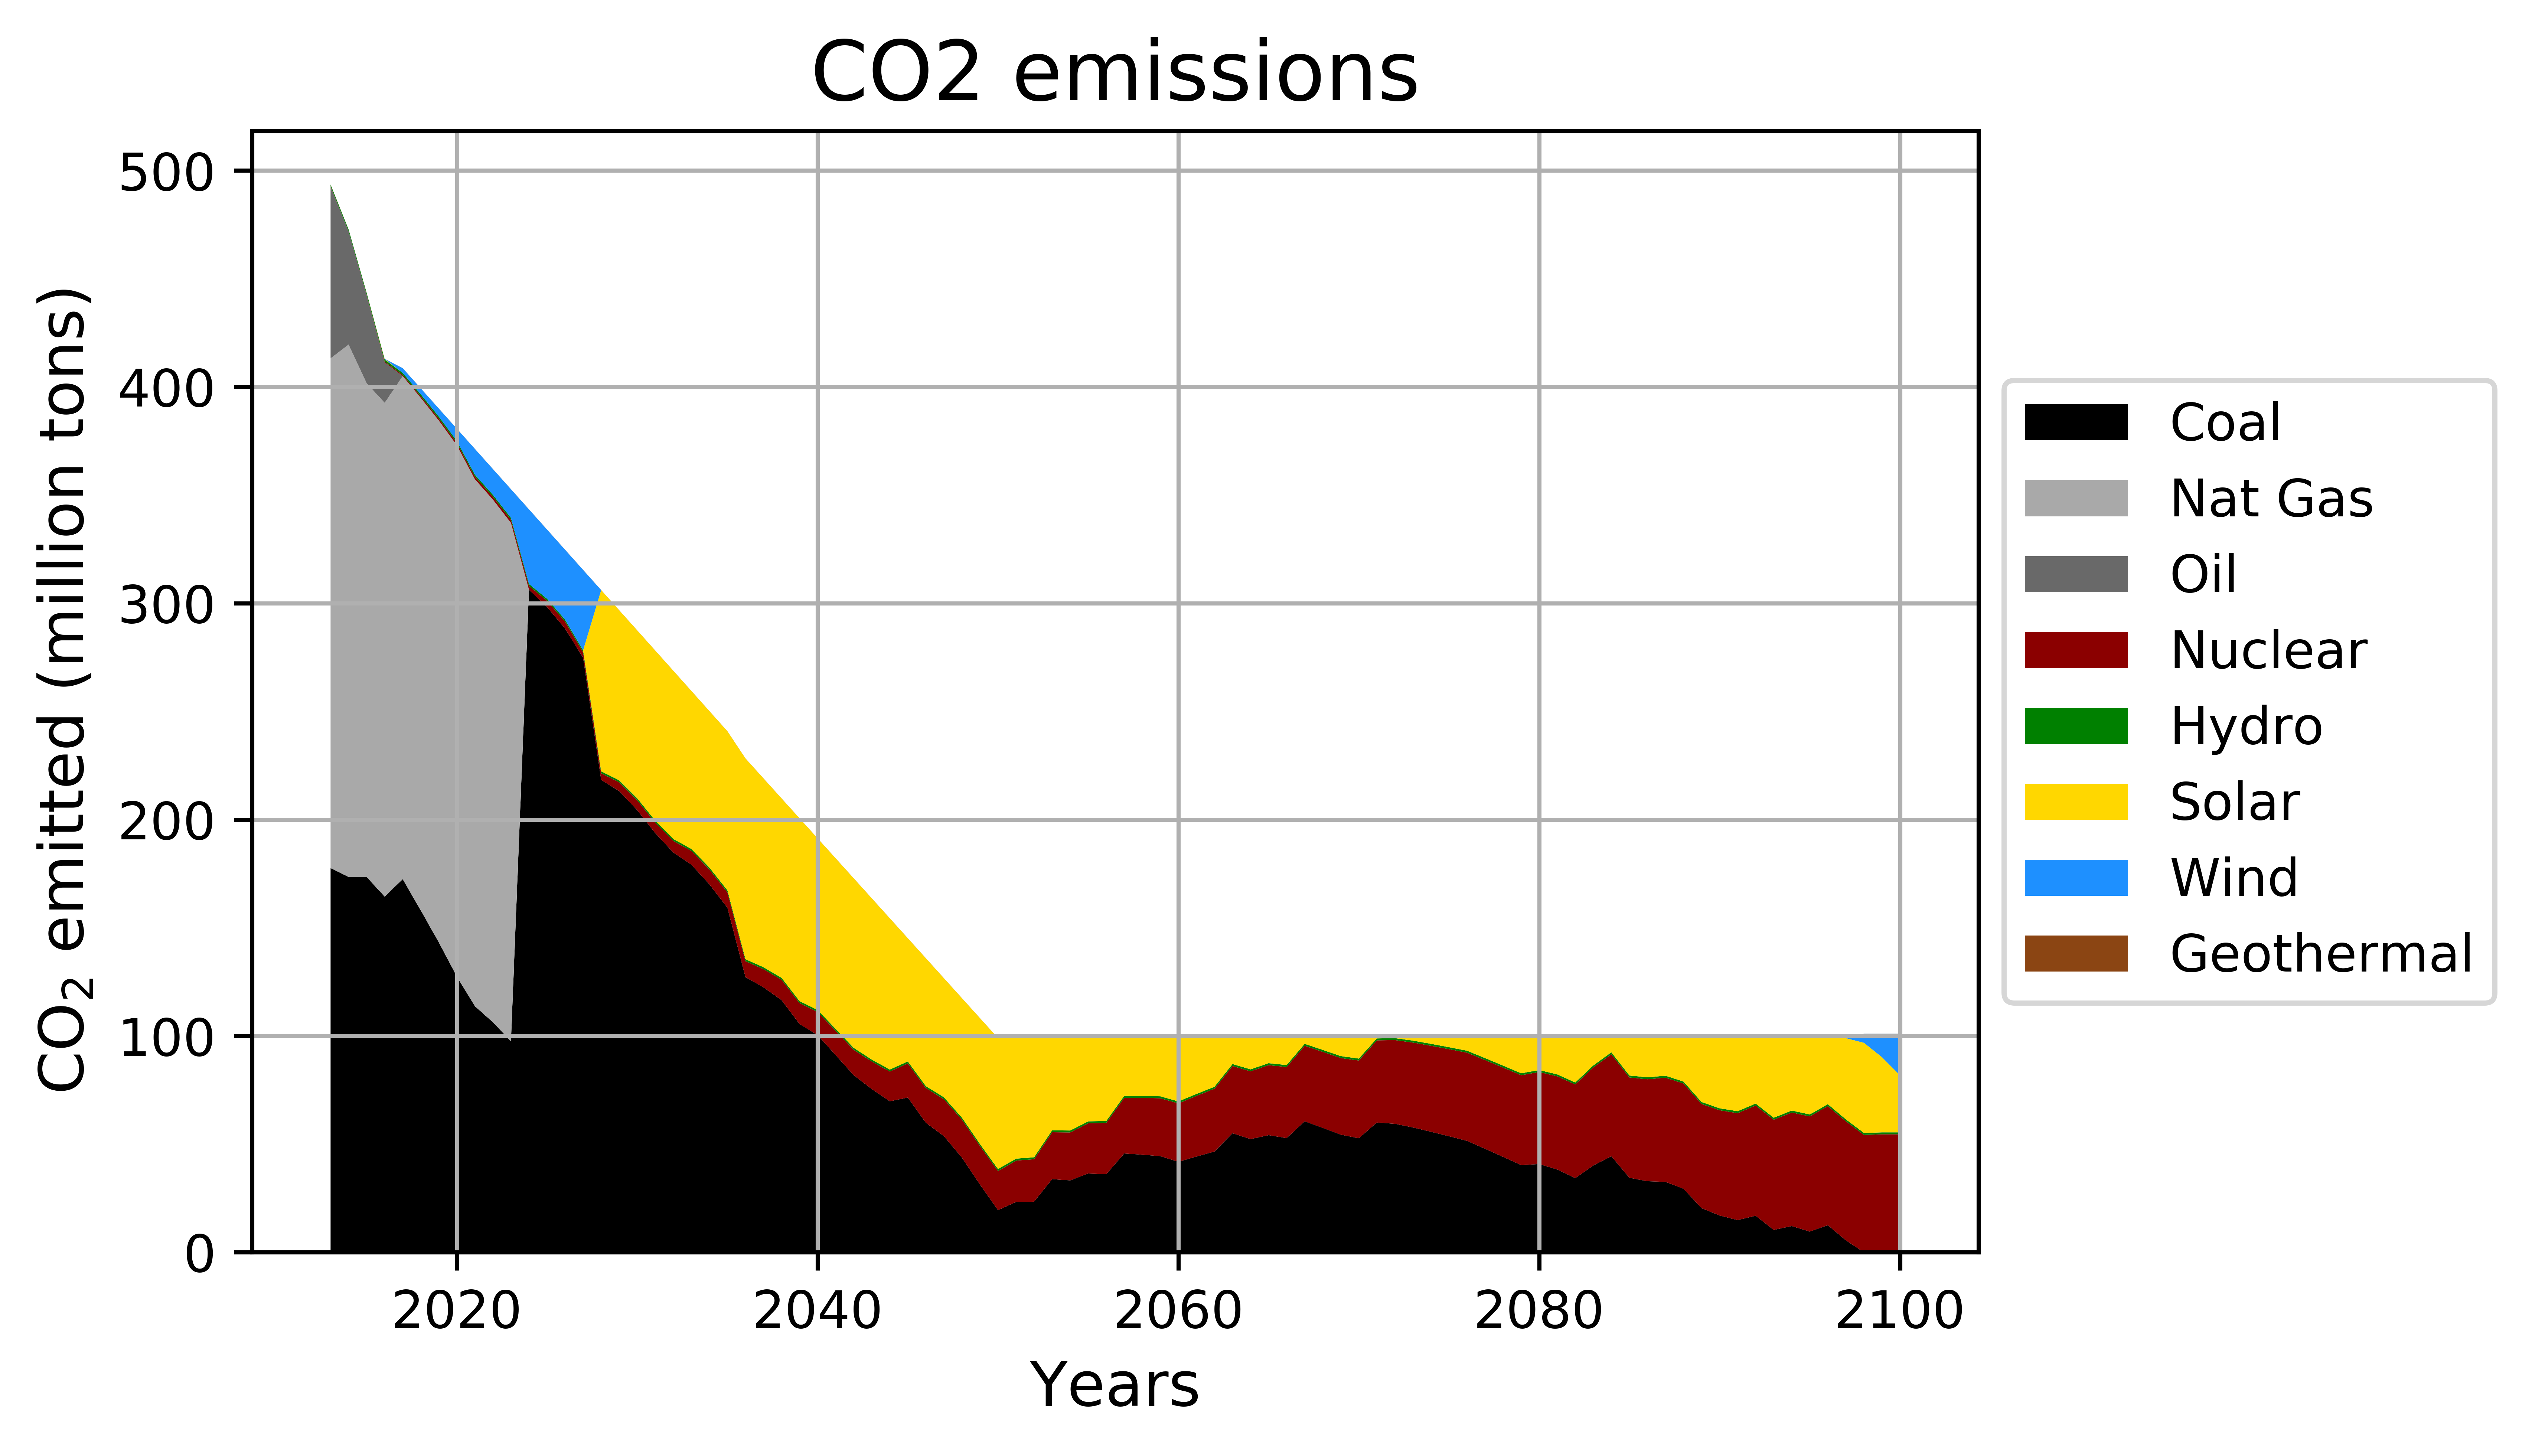 CO2 emissions
500
400
300
200
100
0
CO₂ emitted (million tons)
2020 2040 2060 2080 2100
Years
Coal
Nat Gas
Oil
Nuclear
Hydro
Solar
Wind
Geothermal